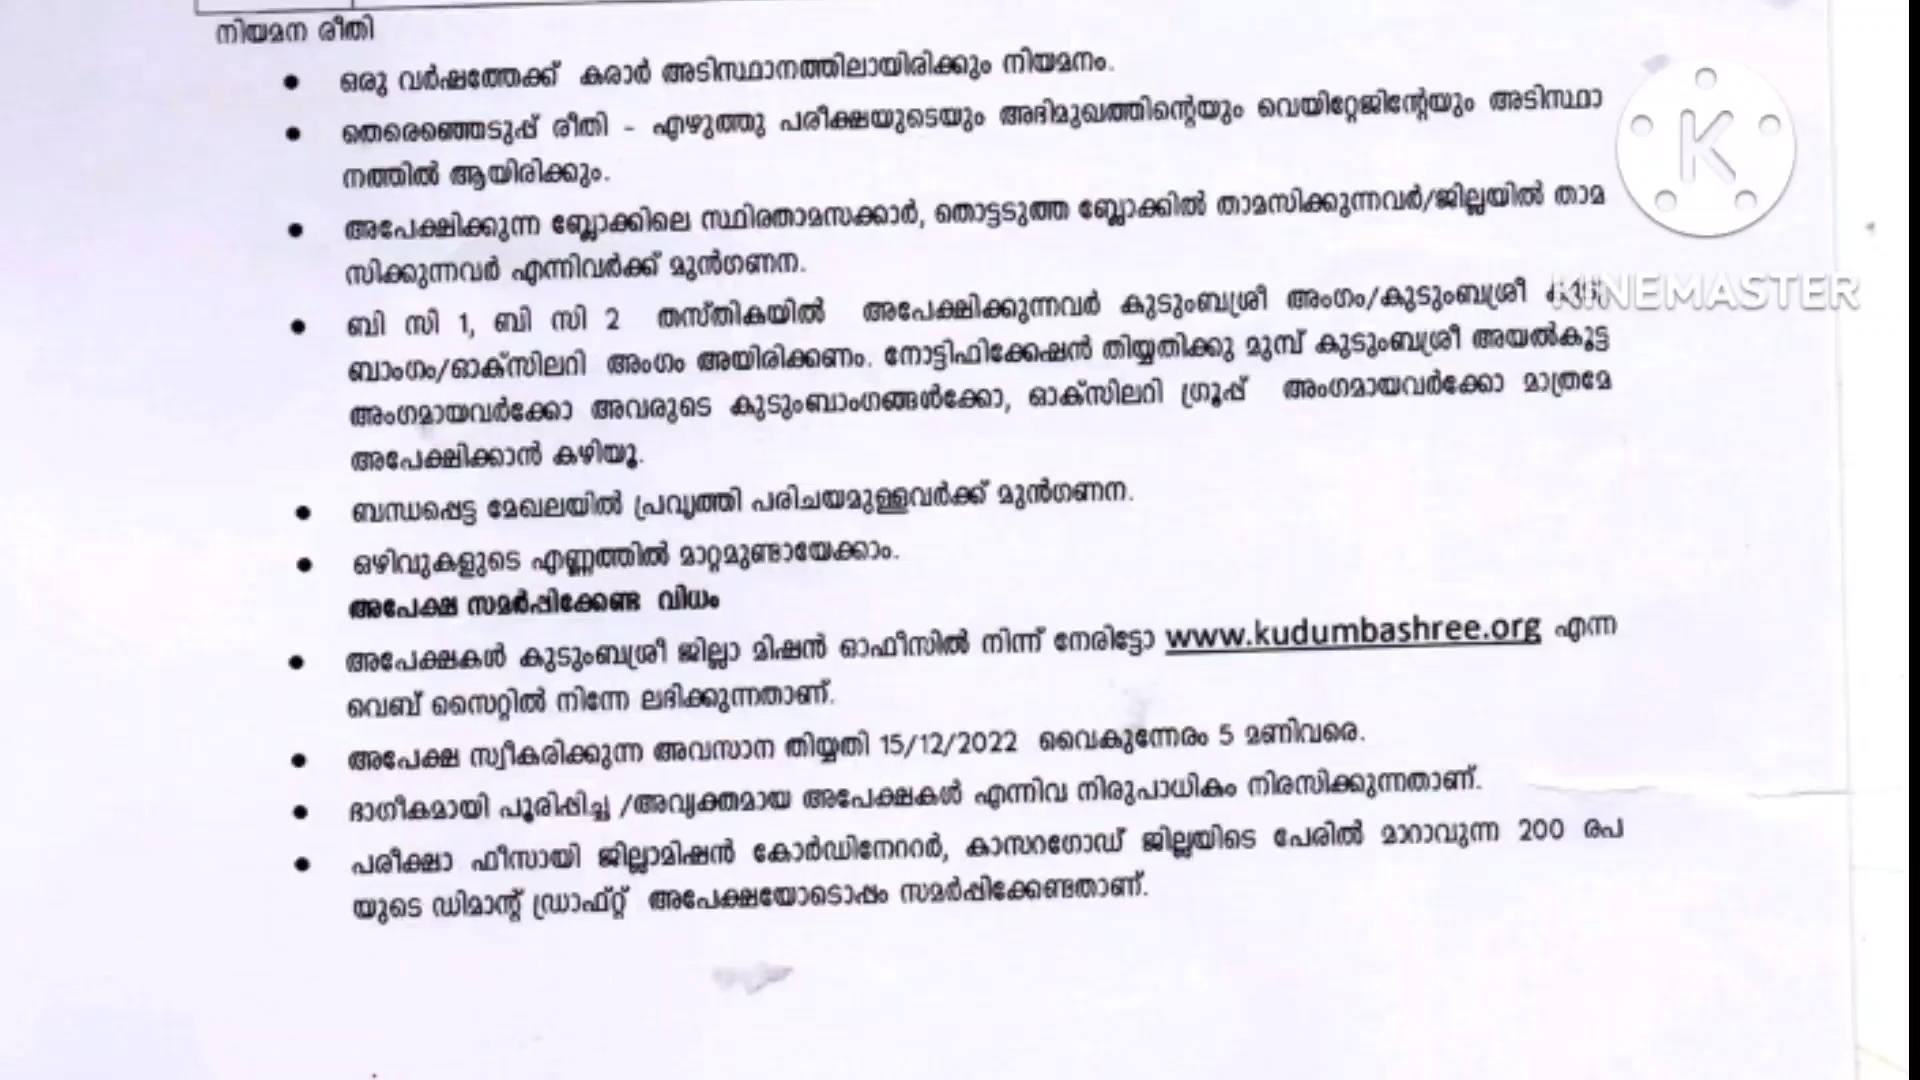 നിയമന രീതി
• ഒരു വർഷത്തേക്ക് കരാർ അടിസ്ഥാനത്തിലായിരിക്കും നിയമനം.
• തെരെഞ്ഞെടുപ്പ് രീതി – എഴുത്തു പരീക്ഷയുടെയും അഭിമുഖത്തിന്റെയും വെയിറ്റേജിന്റേയും അടിസ്ഥാ
നത്തിൽ ആയിരിക്കും.
• അപേക്ഷിക്കുന്ന ബ്ലോക്കിലെ സ്ഥിരതാമസക്കാർ, തൊട്ടടുത്ത ബ്ലോക്കിൽ താമസിക്കുന്നവർ/ജില്ലയിൽ താമ
സിക്കുന്നവർ എന്നിവർക്ക് മുൻഗണന.
K
• ബി സി 1, ബി സി 2 തസ്തികയിൽ അപേക്ഷിക്കുന്നവർ കുടുംബശ്രീ അംഗം/കുടുംബശ്രീ
KINEMASTER
ബാംഗം/ഓക്സിലറി അംഗം അയിരിക്കണം. നോട്ടിഫിക്കേഷൻ തിയ്യതിക്കു മുമ്പ് കുടുംബശ്രീ അയൽകൂട്ട
അംഗമായവർക്കോ അവരുടെ കുടുംബാംഗങ്ങൾക്കോ, ഓക്സിലറി ഗ്രൂപ്പ് അംഗമായവർക്കോ മാത്രമേ
അപേക്ഷിക്കാൻ കഴിയൂ.
• ബന്ധപ്പെട്ട മേഖലയിൽ പ്രവൃത്തി പരിചയമുള്ളവർക്ക് മുൻഗണന.
• ഒഴിവുകളുടെ എണ്ണത്തിൽ മാറ്റമുണ്ടായേക്കാം.
അപേക്ഷ സമർപ്പിക്കേണ്ട വിധം
• അപേക്ഷകൾ കുടുംബശ്രീ ജില്ലാ മിഷൻ ഓഫീസിൽ നിന്ന് നേരിട്ടോ www.kudumbashree.org എന്ന
വെബ് സൈറ്റിൽ നിന്നേ ലഭിക്കുന്നതാണ്.
• അപേക്ഷ സ്വീകരിക്കുന്ന അവസാന തിയ്യതി 15/12/2022 വൈകുന്നേരം 5 മണിവരെ.
• ഭാഗീകമായി പൂരിപ്പിച്ച /അവ്യക്തമായ അപേക്ഷകൾ എന്നിവ നിരുപാധികം നിരസിക്കുന്നതാണ്.
• പരീക്ഷാ ഫീസായി ജില്ലാമിഷൻ കോർഡിനേററർ, കാസറഗോഡ് ജില്ലയിടെ പേരിൽ മാറാവുന്ന 200 രൂപ
യുടെ ഡിമാന്റ് ഡ്രാഫ്റ്റ് അപേക്ഷയോടൊപ്പം സമർപ്പിക്കേണ്ടതാണ്.